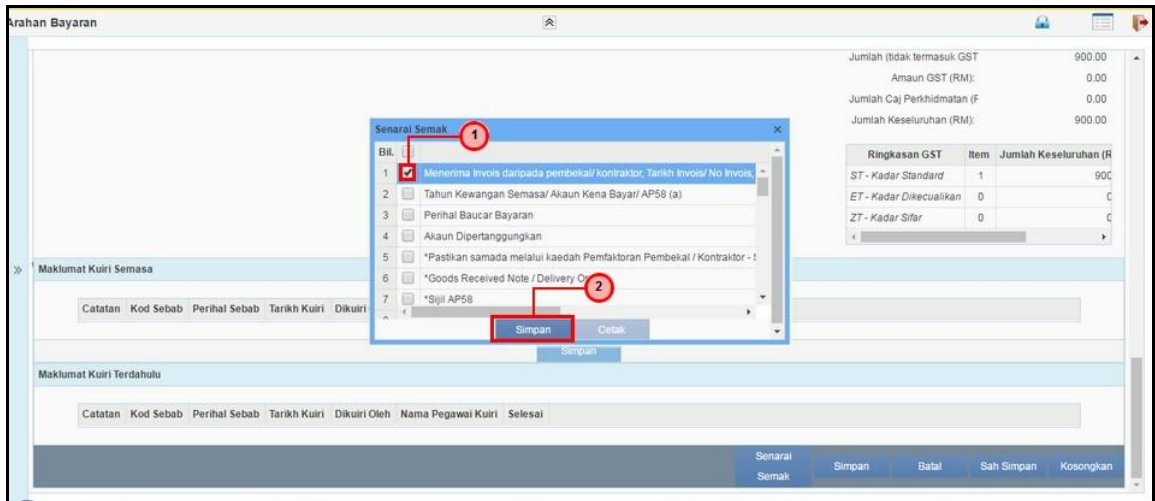 Arahan Bayaran
Jumlah (tidak termasuk GST 900.00
Amaun GST (RM): 0.00
Jumlah Caj Perkhidmatan (F 0.00
Jumlah Keseluruhan (RM): 900.00
Ringkasan GST Item Jumlah Keseluruhan (R
ST - Kadar Standard 1 900
ET - Kadar Dikecualikan 0 0
ZT - Kadar Sifar 0 0
Senarai Semak
1
Bil.
1 Menerima Invois daripada pembekal/ kontraktor, Tarikh Invois/ No Invois,
2 Tahun Kewangan Semasa/ Akaun Kena Bayar/ AP58 (a)
3 Perihal Baucar Bayaran
4 Akaun Dipertanggungkan
5 *Pastikan samada melalui kaedah Pemfaktoran Pembekal / Kontraktor -
6 *Goods Received Note / Delivery
7 *Sijil AP58
2
Simpan Cetak
Maklumat Kuiri Semasa
Catatan Kod Sebab Perihal Sebab Tarikh Kuiri Dikuiri
Simpan
Maklumat Kuiri Terdahulu
Catatan Kod Sebab Perihal Sebab Tarikh Kuiri Dikuiri Oleh Nama Pegawai Kuiri Selesai
Senarai Semak Simpan Batal Sah Simpan Kosongkan